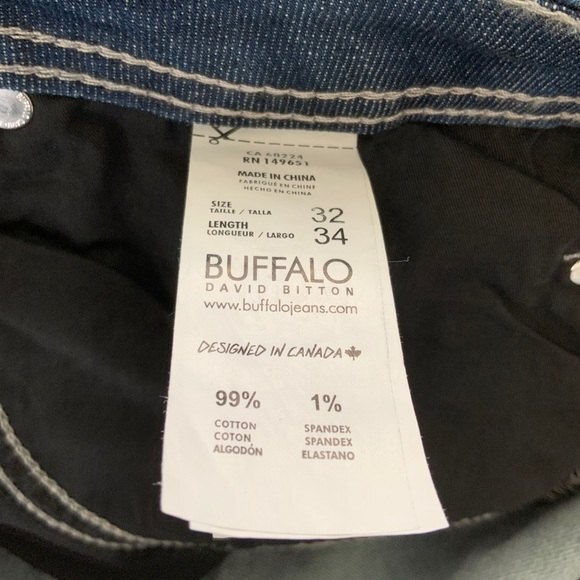 CA 60224
RN 149651
MADE IN CHINA
FABRIQUÉ EN CHINE
HECHO EN CHINA
SIZE
TAILLE / TALLA 32
LENGTH
LONGUEUR / LARGO 34
BUFFALO
DAVID BITTON
www.buffalojeans.com
DESIGNED IN CANADA
99% 1%
COTTON SPANDEX
COTON SPANDEX
ALGODÓN ELASTANO